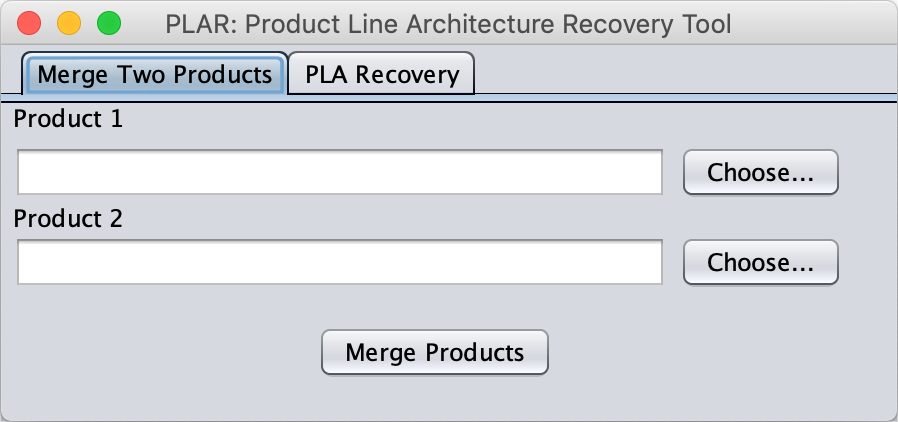 PLAR: Product Line Architecture Recovery Tool
Merge Two Products PLA Recovery
Product 1
Choose...
Product 2
Choose...
Merge Products